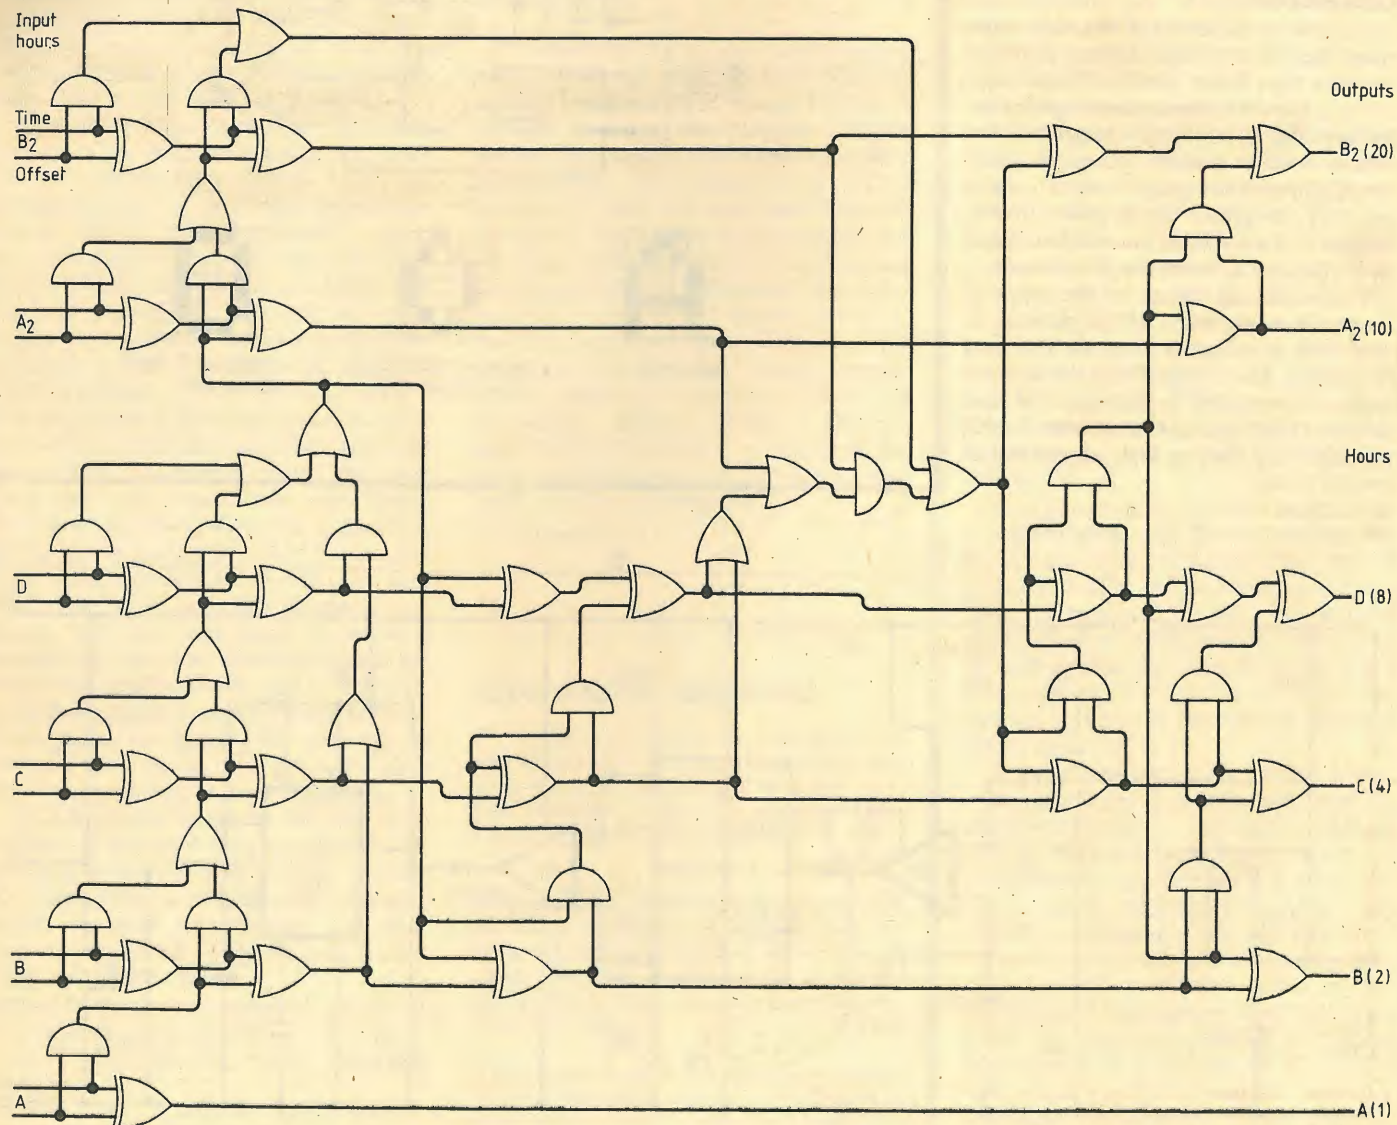 Input
hours
Outputs
Time
B2
Offset
B2 (20)
A2
A2 (10)
Hours
D
D (8)
C
C (4)
B
B (2)
A
A (1)